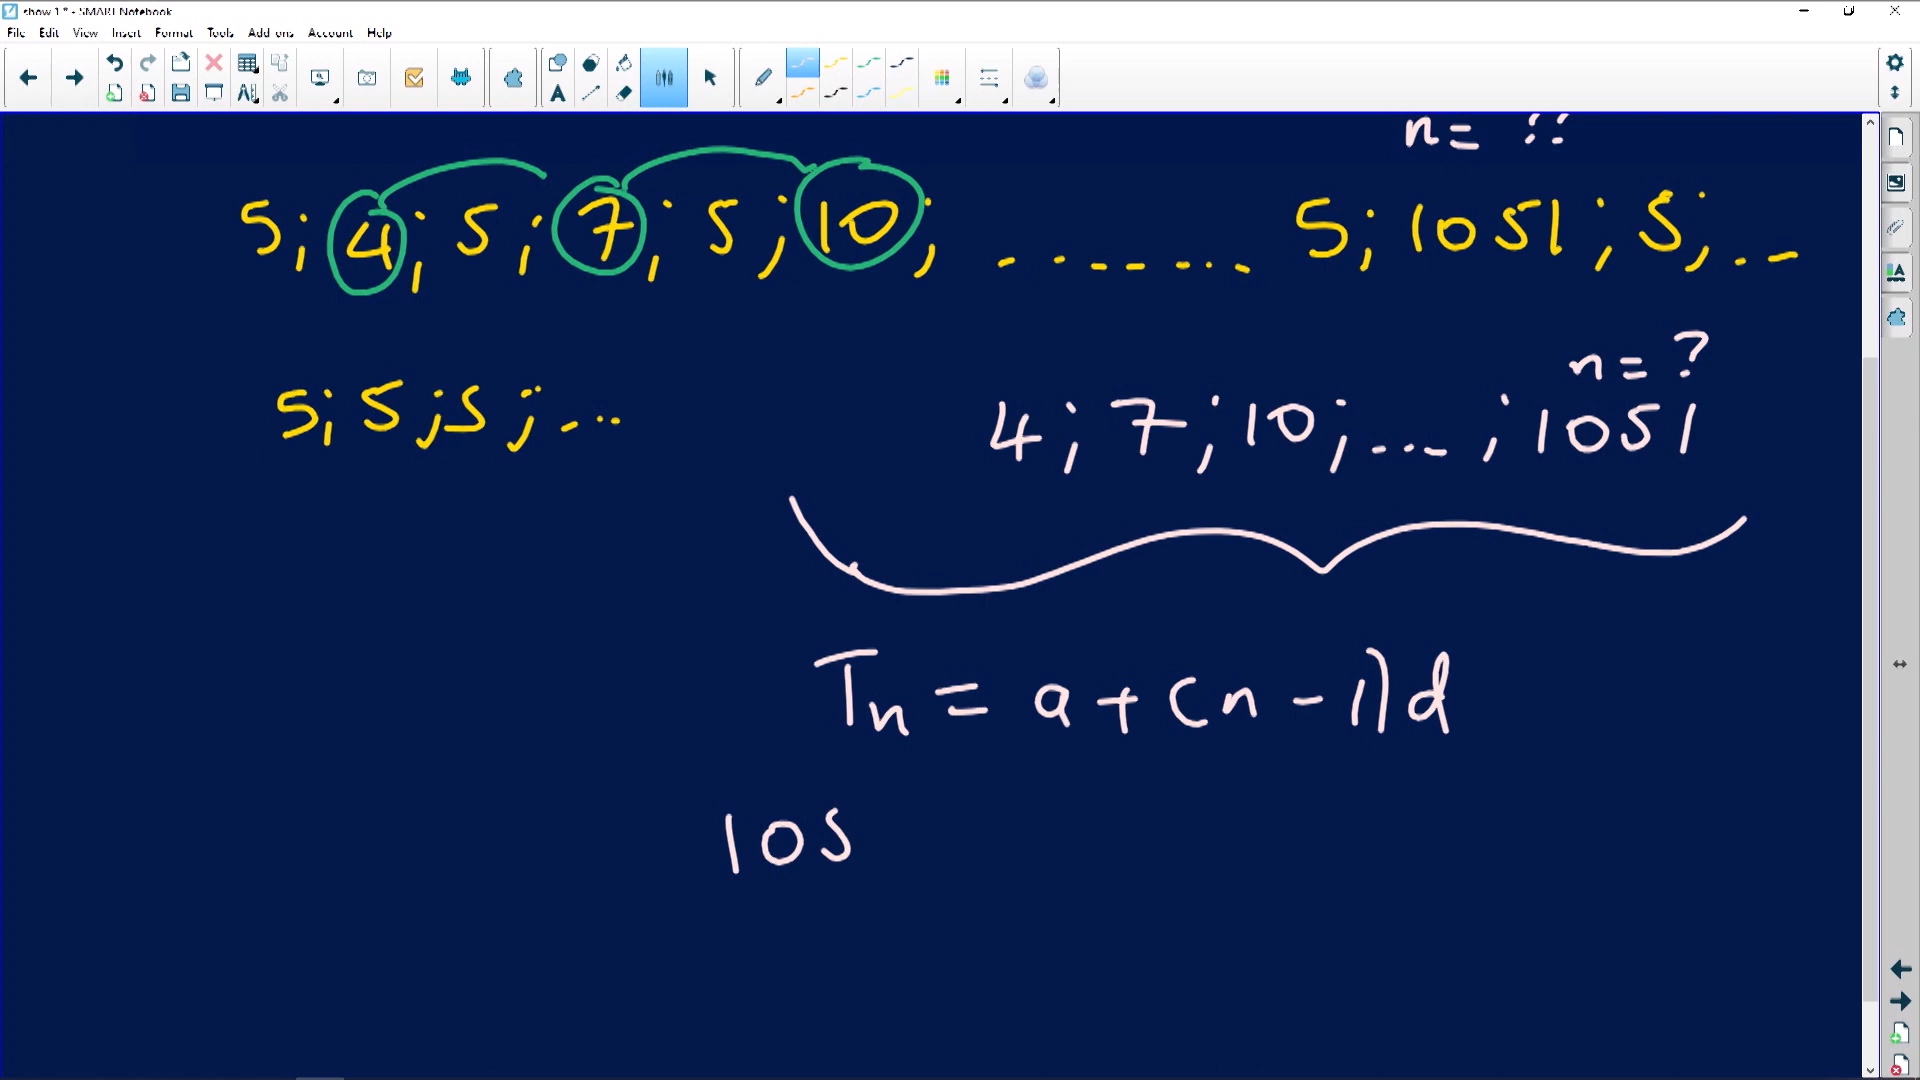 show 1 * - SMART Notebook
File Edit View Insert Format Tools Add-ons Account Help
n = ??
5; 4; 5; 7; 5; 10; ....... 5; 1051; 5; ...
n = ?
5; 5; 5; ... 4; 7; 10; ... ; 1051
Tn = a + (n - 1)d
105